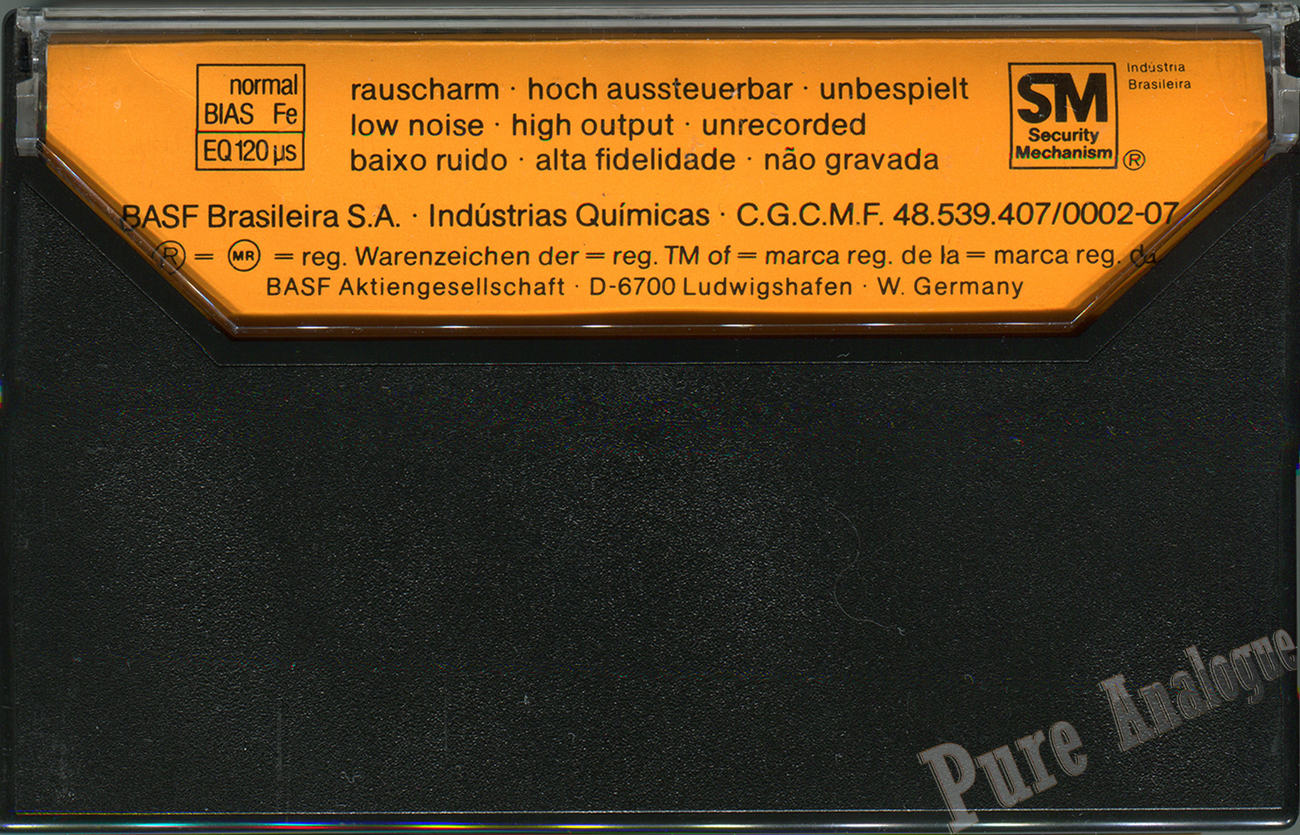 normal
BIAS Fe
EQ 120 µs
rauscharm · hoch aussteuerbar · unbespielt
low noise · high output · unrecorded
baixo ruido · alta fidelidade · não gravada
SM
Security
Mechanism ®
Indústria
Brasileira
BASF Brasileira S.A. · Indústrias Químicas · C.G.C.M.F. 48.539.407/0002-07
® = MR = reg. Warenzeichen der = reg. TM of = marca reg. de la = marca reg. da
BASF Aktiengesellschaft · D-6700 Ludwigshafen · W. Germany
Pure Analogue